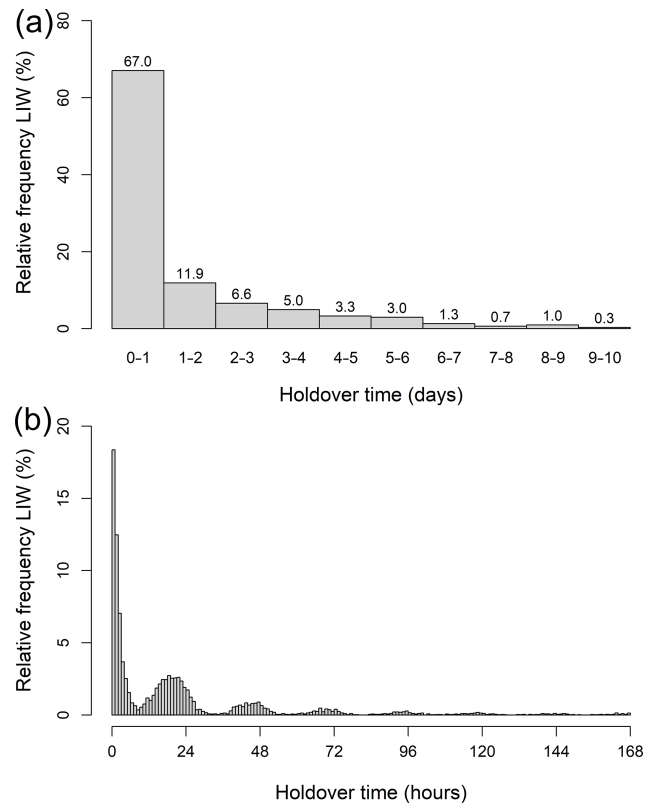 (a)
Relative frequency LIW (%)
80
60
40
20
0
67.0
11.9
6.6
5.0
3.3
3.0
1.3
0.7
1.0
0.3
0-1 1-2 2-3 3-4 4-5 5-6 6-7 7-8 8-9 9-10
Holdover time (days)
(b)
Relative frequency LIW (%)
20
15
10
5
0
0 24 48 72 96 120 144 168
Holdover time (hours)